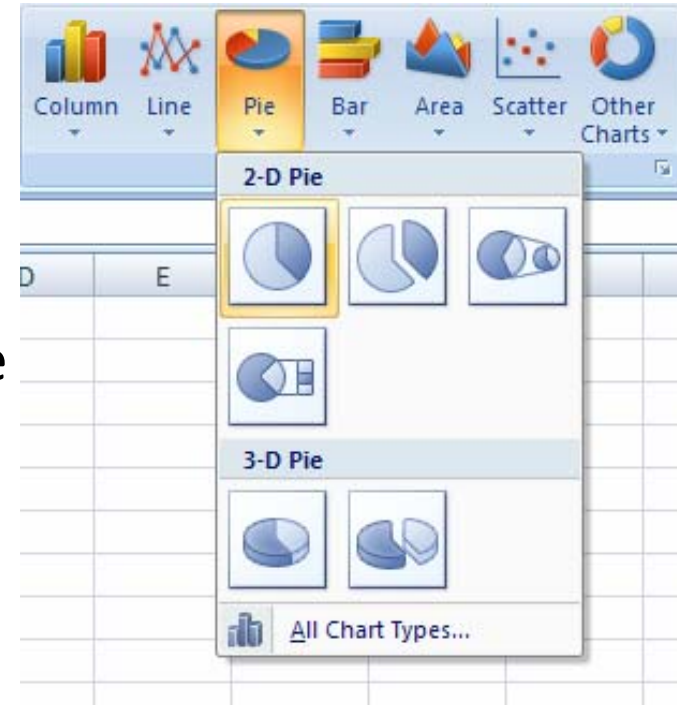 Column Line Pie Bar Area Scatter Other
Charts
2-D Pie
D E
e
3-D Pie
All Chart Types...